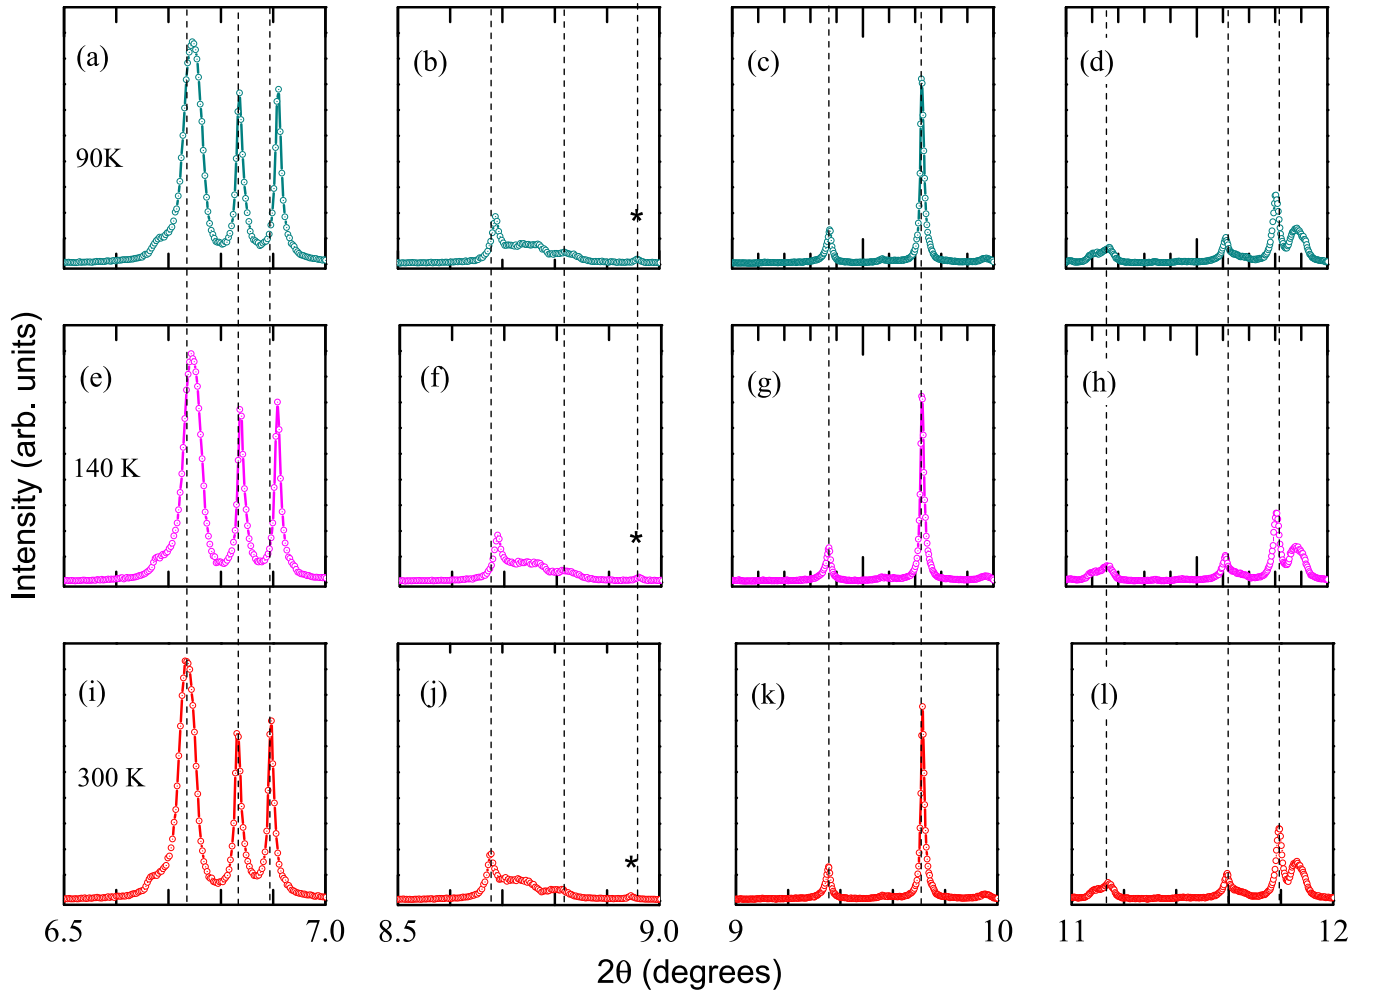 (a)
(b)
(c)
(d)
90K
*
(e)
(f)
(g)
(h)
140 K
*
(i)
(j)
(k)
(l)
300 K
*
Intensity (arb. units)
6.5
7.0
8.5
9.0
9
10
11
12
2θ (degrees)